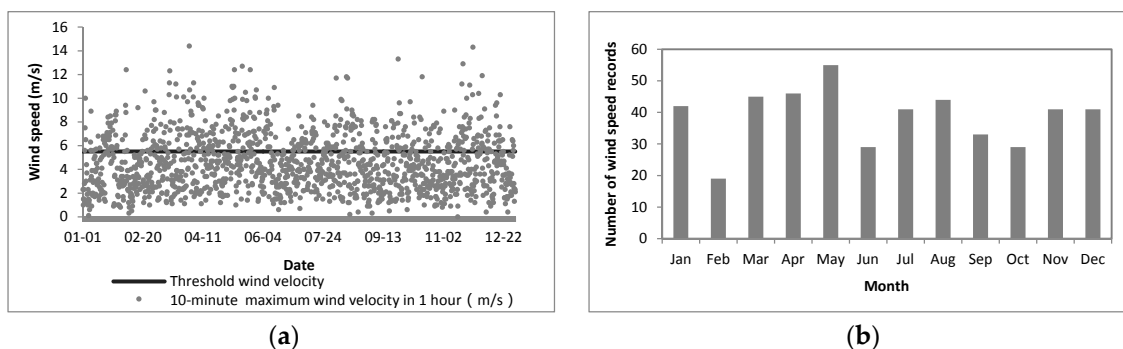 16
14
12
10
8
6
4
2
0
Wind speed (m/s)
01-01 02-20 04-11 06-04 07-24 09-13 11-02 12-22
Date
Threshold wind velocity
10-minute maximum wind velocity in 1 hour ( m/s )
(a)
60
50
40
30
20
10
0
Number of wind speed records
Jan Feb Mar Apr May Jun Jul Aug Sep Oct Nov Dec
Month
(b)